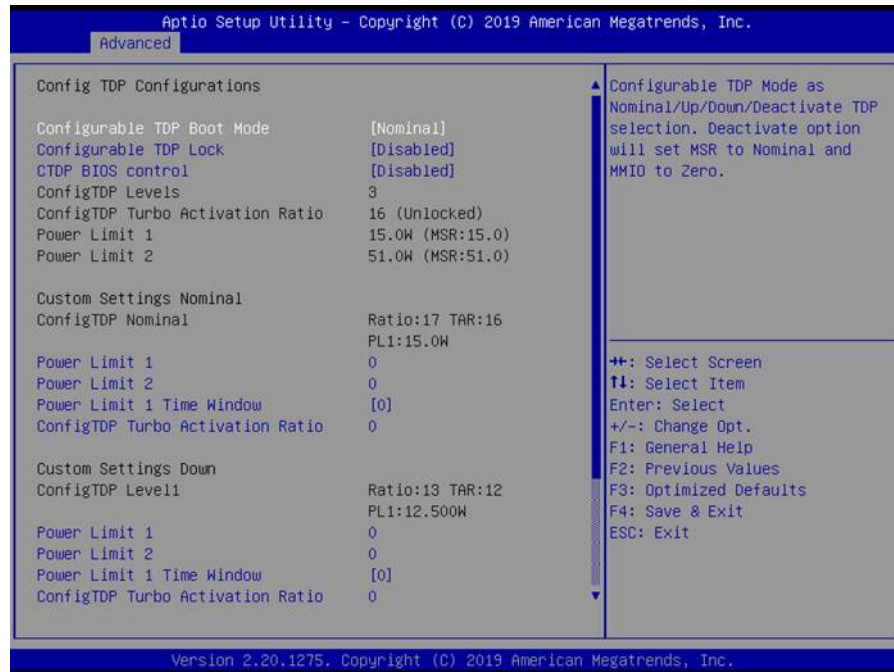 Aptio Setup Utility – Copyright (C) 2019 American Megatrends, Inc.
Advanced
Config TDP Configurations
Configurable TDP Boot Mode [Nominal]
Configurable TDP Lock [Disabled]
CTDP BIOS control [Disabled]
ConfigTDP Levels 3
ConfigTDP Turbo Activation Ratio 16 (Unlocked)
Power Limit 1 15.0W (MSR:15.0)
Power Limit 2 51.0W (MSR:51.0)
Custom Settings Nominal
ConfigTDP Nominal Ratio:17 TAR:16
PL1:15.0W
Power Limit 1 0
Power Limit 2 0
Power Limit 1 Time Window [0]
ConfigTDP Turbo Activation Ratio 0
Custom Settings Down
ConfigTDP Level1 Ratio:13 TAR:12
PL1:12.500W
Power Limit 1 0
Power Limit 2 0
Power Limit 1 Time Window [0]
ConfigTDP Turbo Activation Ratio 0
Configurable TDP Mode as
Nominal/Up/Down/Deactivate TDP
selection. Deactivate option
will set MSR to Nominal and
MMIO to Zero.
→←: Select Screen
↑↓: Select Item
Enter: Select
+/-: Change Opt.
F1: General Help
F2: Previous Values
F3: Optimized Defaults
F4: Save & Exit
ESC: Exit
Version 2.20.1275. Copyright (C) 2019 American Megatrends, Inc.